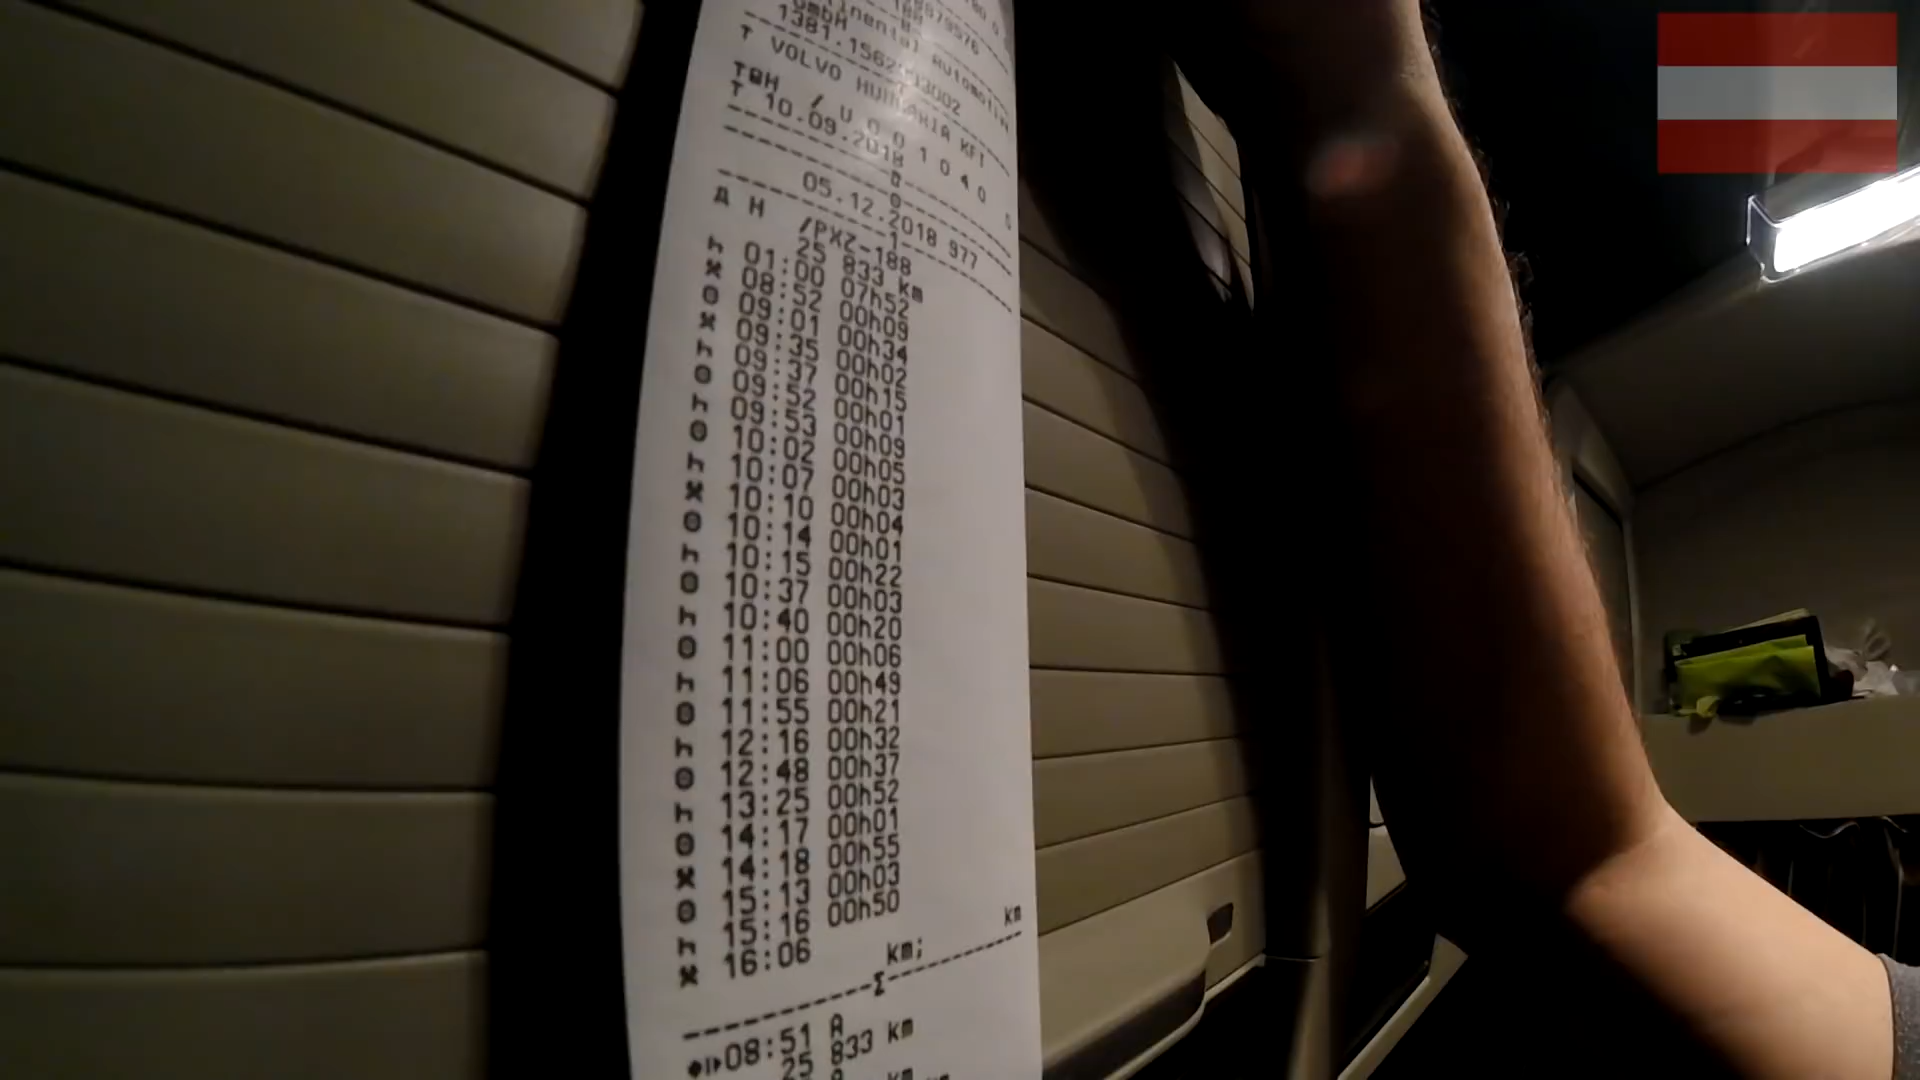 1381.1562
T VOLVO HUNGARIA KFT
T 10.09.2018
05.12.2018 977
/PXZ-188
25 833 km
h 01:00 07h52
08:52 00h09
09:01 00h34
09:35 00h02
h 09:37 00h15
09:52 00h01
h 09:53 00h09
10:02 00h05
h 10:07 00h03
10:10 00h04
10:14 00h01
h 10:15 00h22
10:37 00h03
h 10:40 00h20
11:00 00h06
h 11:06 00h49
11:55 00h21
h 12:16 00h32
12:48 00h37
h 13:25 00h52
14:17 00h01
14:18 00h55
15:13 00h03
h 15:16 00h50
16:06
km; km
Σ
08:51 A
25 833 km